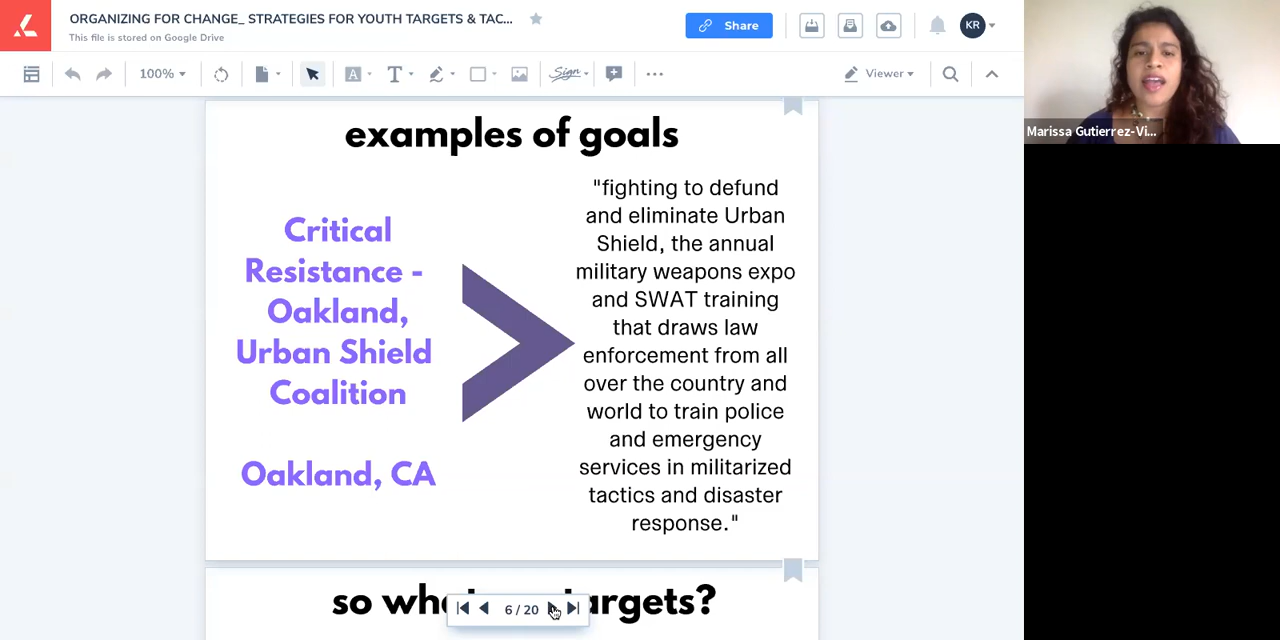 ORGANIZING FOR CHANGE_ STRATEGIES FOR YOUTH TARGETS & TAC...
This file is stored on Google Drive
Share
KR
100%
Sign
Viewer
Marissa Gutierrez-Vi...
examples of goals
Critical
Resistance -
Oakland,
Urban Shield
Coalition
Oakland, CA
"fighting to defund
and eliminate Urban
Shield, the annual
military weapons expo
and SWAT training
that draws law
enforcement from all
over the country and
world to train police
and emergency
services in militarized
tactics and disaster
response."
so targets?
6 / 20